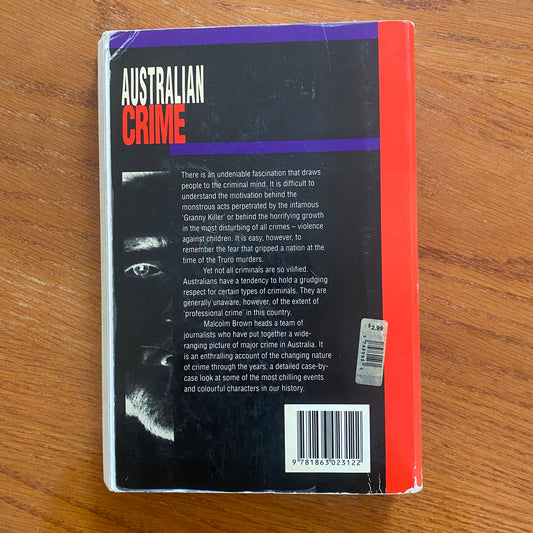 AUSTRALIAN
CRIME
There is an undeniable fascination that draws
people to the criminal mind. It is difficult to
understand the motivation behind the
monstrous acts perpetrated by the infamous
'Granny Killer' or behind the horrifying growth
in the most disturbing of all crimes – violence
against children. It is easy, however, to
remember the fear that gripped a nation at the
time of the Truro murders.
Yet not all criminals are so vilified.
Australians have a tendency to hold a grudging
respect for certain types of criminals. They are
generally unaware, however, of the extent of
'professional crime' in this country.
Malcolm Brown heads a team of
journalists who have put together a wide-
ranging picture of major crime in Australia. It
is an enthralling account of the changing nature
of crime through the years, a detailed case-by-
case look at some of the most chilling events
and colourful characters in our history.
$2.99
9 781863 023122